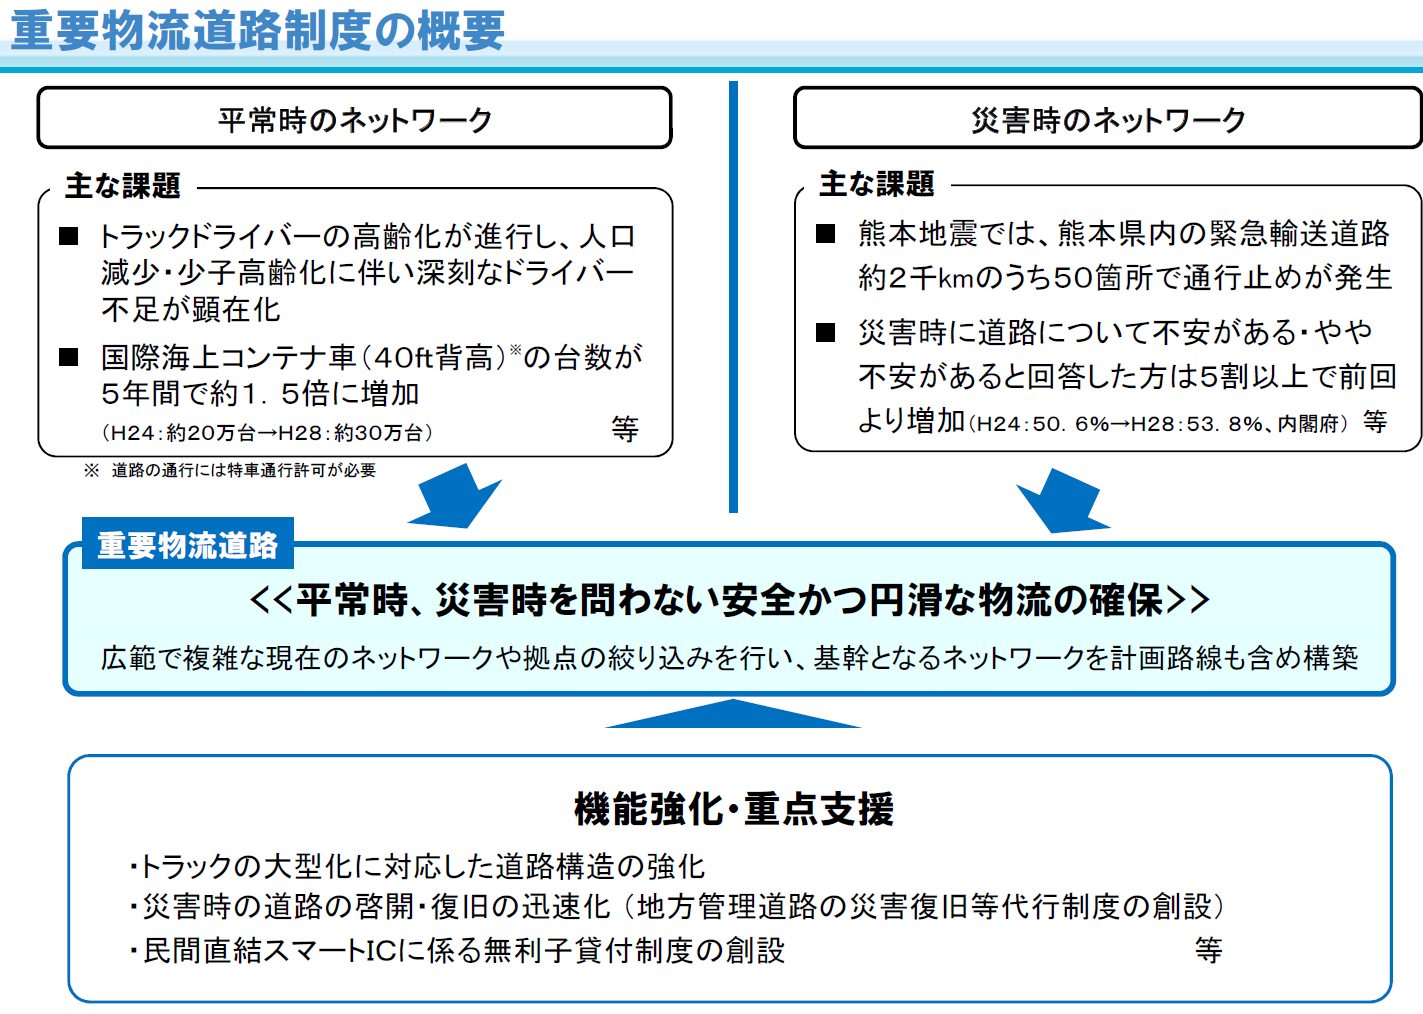 重要物流道路制度の概要
平常時のネットワーク
主な課題
■ トラックドライバーの高齢化が進行し、人口
減少・少子高齢化に伴い深刻なドライバー
不足が顕在化
■ 国際海上コンテナ車（40ft背高）※の台数が
５年間で約１．５倍に増加
（H24：約20万台→H28：約30万台） 等
※ 道路の通行には特車通行許可が必要
災害時のネットワーク
主な課題
■ 熊本地震では、熊本県内の緊急輸送道路
約２千kmのうち５０箇所で通行止めが発生
■ 災害時に道路について不安がある・やや
不安があると回答した方は５割以上で前回
より増加（H24：50．6％→H28：53．8％、内閣府） 等
重要物流道路
<<平常時、災害時を問わない安全かつ円滑な物流の確保>>
広範で複雑な現在のネットワークや拠点の絞り込みを行い、基幹となるネットワークを計画路線も含め構築
機能強化・重点支援
・トラックの大型化に対応した道路構造の強化
・災害時の道路の啓開・復旧の迅速化（地方管理道路の災害復旧等代行制度の創設）
・民間直結スマートICに係る無利子貸付制度の創設 等